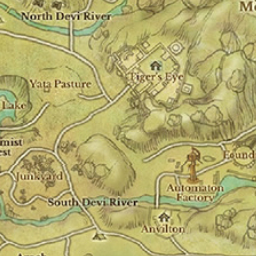 North Devi River
Tiger's Eye
Yata Pasture
Lake
Junkyard
South Devi River
Automaton
Factory
Anvilton